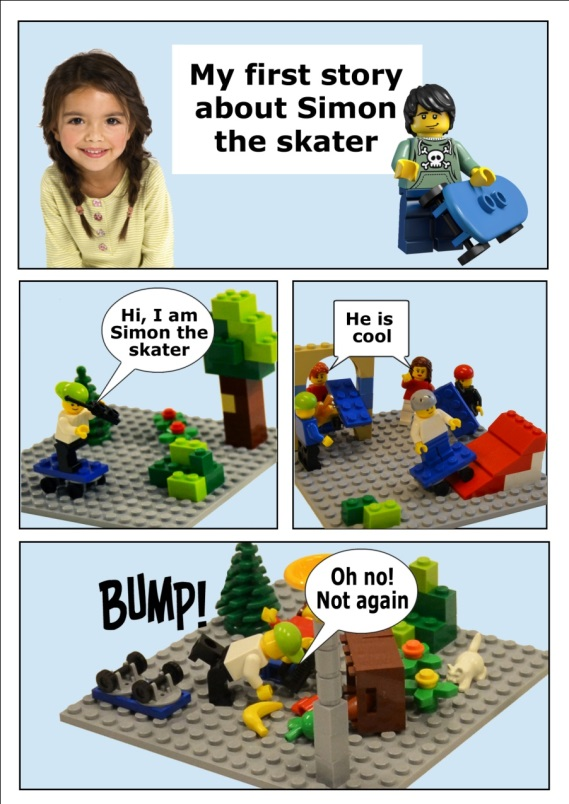 My first story
about Simon
the skater
Hi, I am
Simon the
skater
He is
cool
BUMP!
Oh no!
Not again